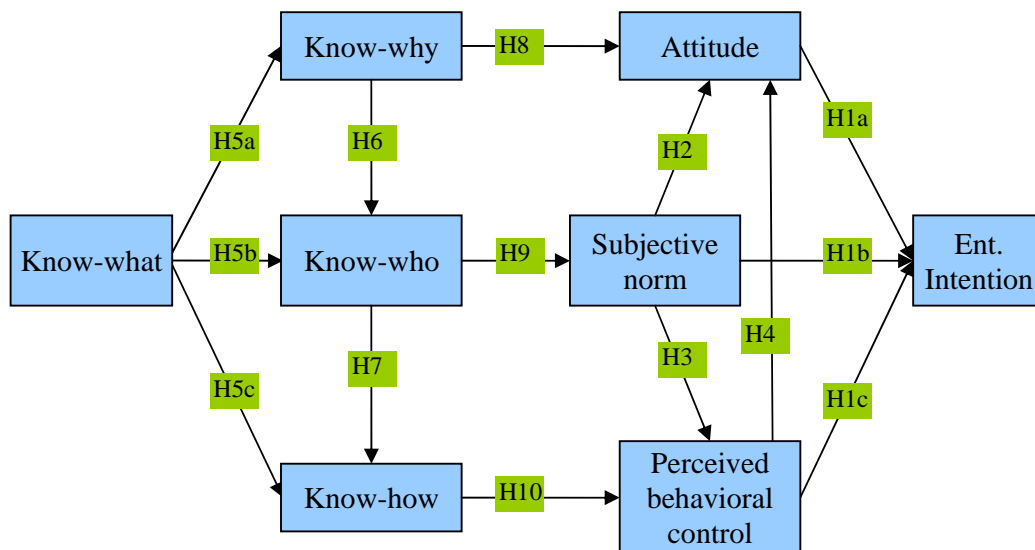 Know-why
H8
Attitude
H5a
H6
H2
H1a
Know-what
H5b
Know-who
H9
Subjective
norm
H1b
Ent.
Intention
H5c
H7
H3
H4
H1c
Know-how
H10
Perceived
behavioral
control